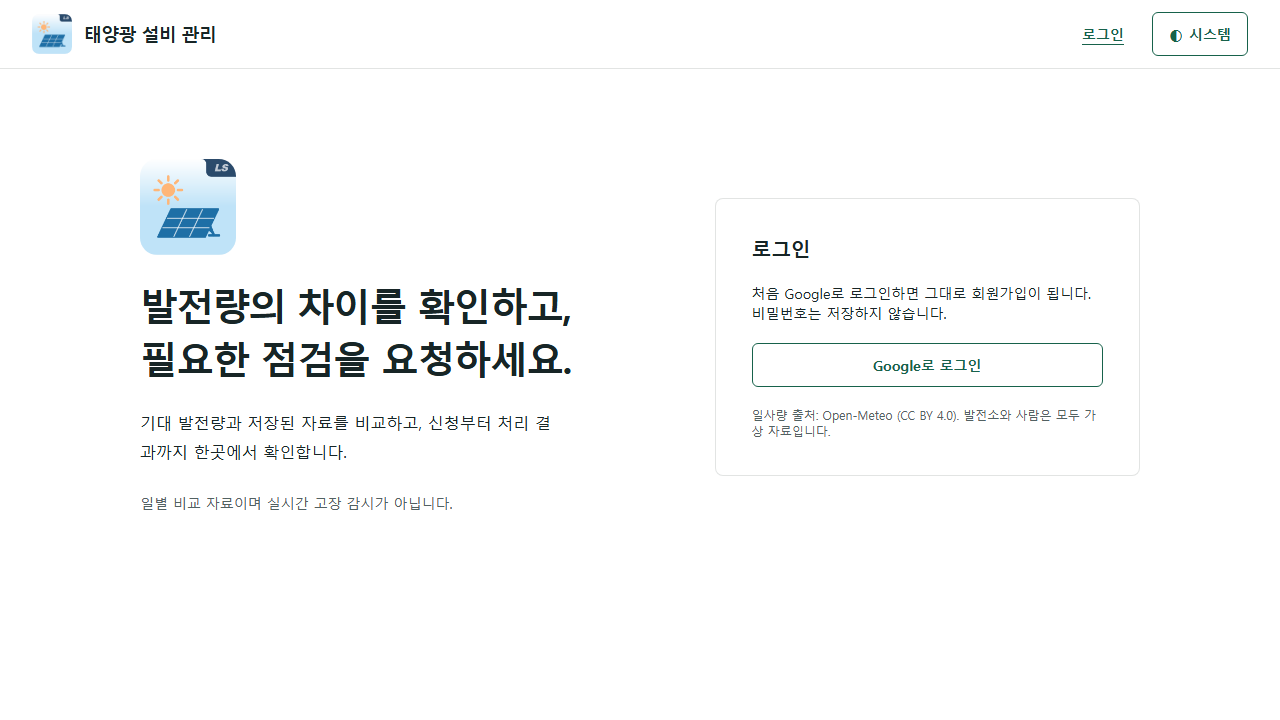 LS
태양광 설비 관리
로그인
◐ 시스템
LS
발전량의 차이를 확인하고,
필요한 점검을 요청하세요.
기대 발전량과 저장된 자료를 비교하고, 신청부터 처리 결
과까지 한곳에서 확인합니다.
일별 비교 자료이며 실시간 고장 감시가 아닙니다.
로그인
처음 Google로 로그인하면 그대로 회원가입이 됩니다.
비밀번호는 저장하지 않습니다.
Google로 로그인
일사량 출처: Open-Meteo (CC BY 4.0). 발전소와 사람은 모두 가
상 자료입니다.